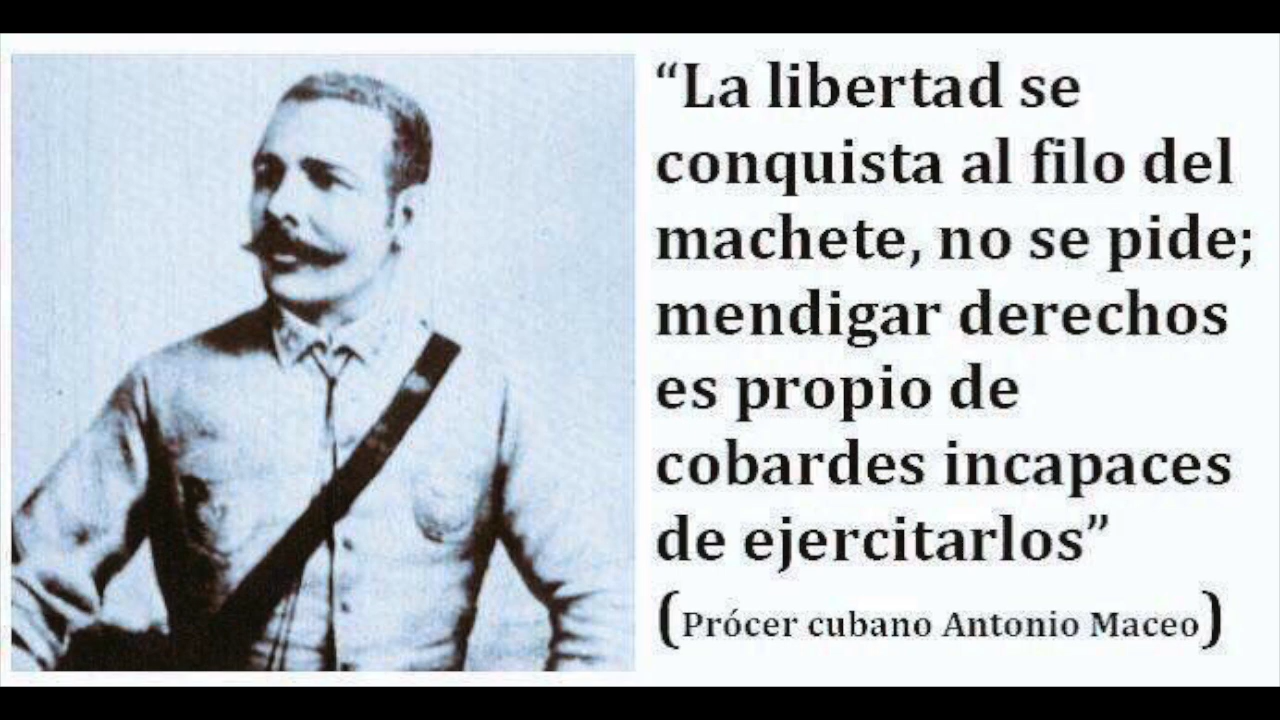 “La libertad se
conquista al filo del
machete, no se pide;
mendigar derechos
es propio de
cobardes incapaces
de ejercitarlos”
(Prócer cubano Antonio Maceo)